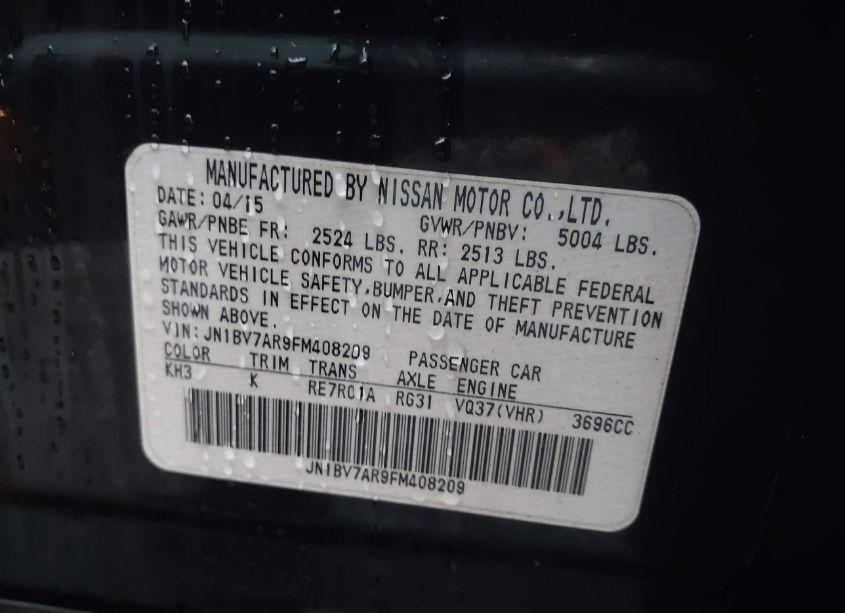 MANUFACTURED BY NISSAN MOTOR CO.,LTD.
DATE: 04/15 GVWR/PNBV: 5004 LBS.
GAWR/PNBE FR: 2524 LBS. RR: 2513 LBS.
THIS VEHICLE CONFORMS TO ALL APPLICABLE FEDERAL
MOTOR VEHICLE SAFETY,BUMPER,AND THEFT PREVENTION
STANDARDS IN EFFECT ON THE DATE OF MANUFACTURE
SHOWN ABOVE.
VIN:JN1BV7AR9FM408209 PASSENGER CAR
COLOR TRIM TRANS AXLE ENGINE
KH3 K RE7R01A RG31 VQ37(VHR) 3696CC
JN1BV7AR9FM408209